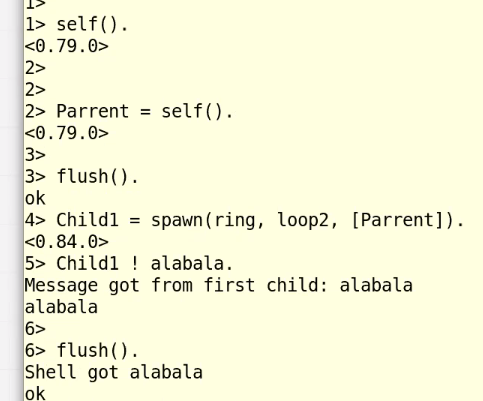 1>
1> self().
<0.79.0>
2>
2>
2> Parrent = self().
<0.79.0>
3>
3> flush().
ok
4> Child1 = spawn(ring, loop2, [Parrent]).
<0.84.0>
5> Child1 ! alabala.
Message got from first child: alabala
alabala
6>
6> flush().
Shell got alabala
ok